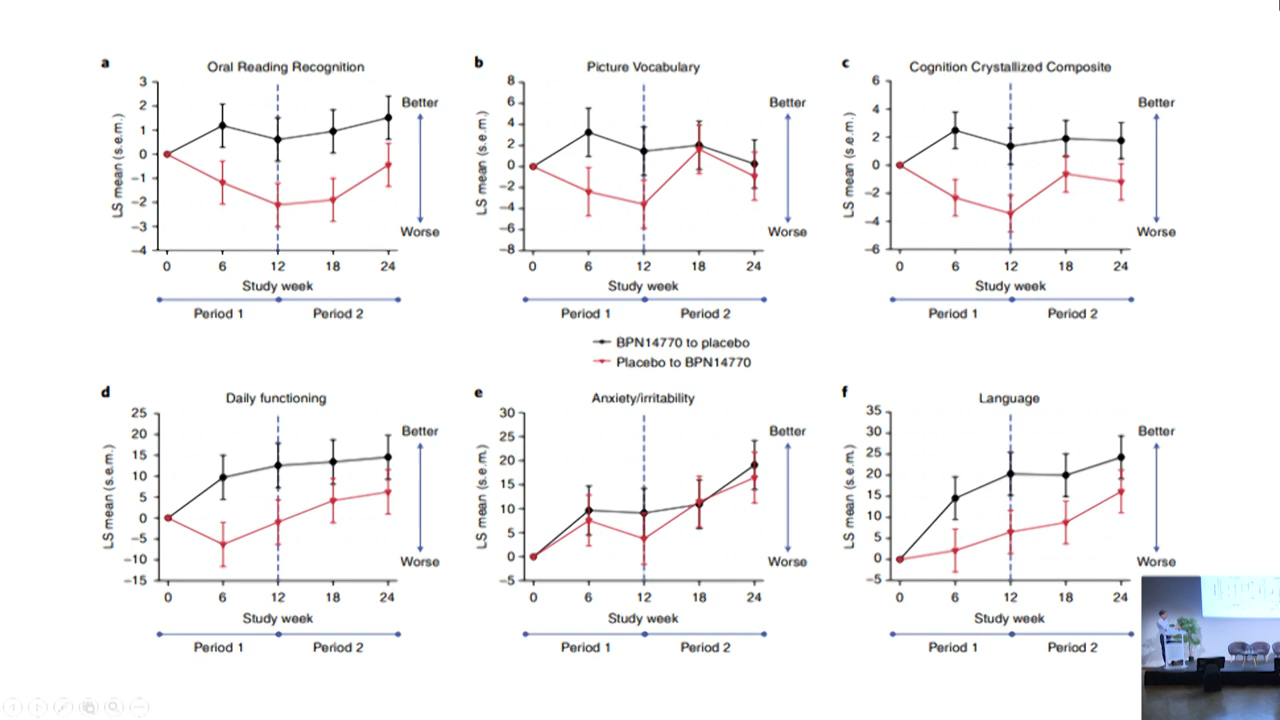 a Oral Reading Recognition
3
2
1
0
−1
−2
−3
−4
LS mean (s.e.m.)
Better
Worse
0 6 12 18 24
Study week
Period 1 Period 2
b Picture Vocabulary
8
6
4
2
0
−2
−4
−6
−8
LS mean (s.e.m.)
Better
Worse
0 6 12 18 24
Study week
Period 1 Period 2
c Cognition Crystallized Composite
6
4
2
0
−2
−4
−6
LS mean (s.e.m.)
Better
Worse
0 6 12 18 24
Study week
Period 1 Period 2
BPN14770 to placebo
Placebo to BPN14770
d Daily functioning
25
20
15
10
5
0
−5
−10
−15
LS mean (s.e.m.)
Better
Worse
0 6 12 18 24
Study week
Period 1 Period 2
e Anxiety/irritability
30
25
20
15
10
5
0
−5
LS mean (s.e.m.)
Better
Worse
0 6 12 18 24
Study week
Period 1 Period 2
f Language
35
30
25
20
15
10
5
0
−5
LS mean (s.e.m.)
Better
Worse
0 6 12 18 24
Study week
Period 1 Period 2